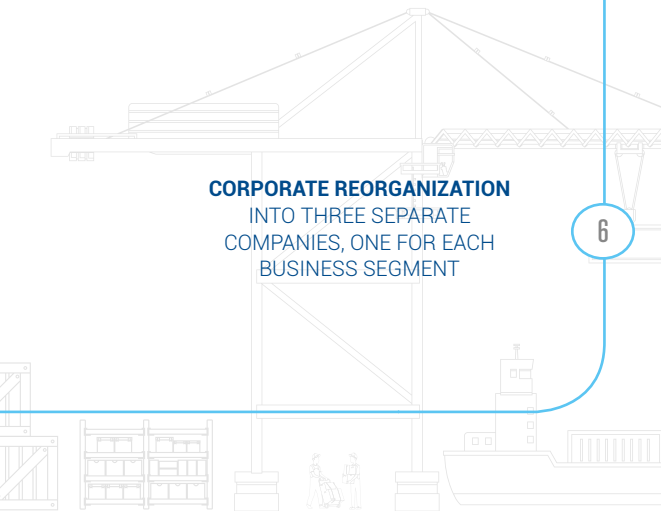 CORPORATE REORGANIZATION
INTO THREE SEPARATE
COMPANIES, ONE FOR EACH
BUSINESS SEGMENT
6